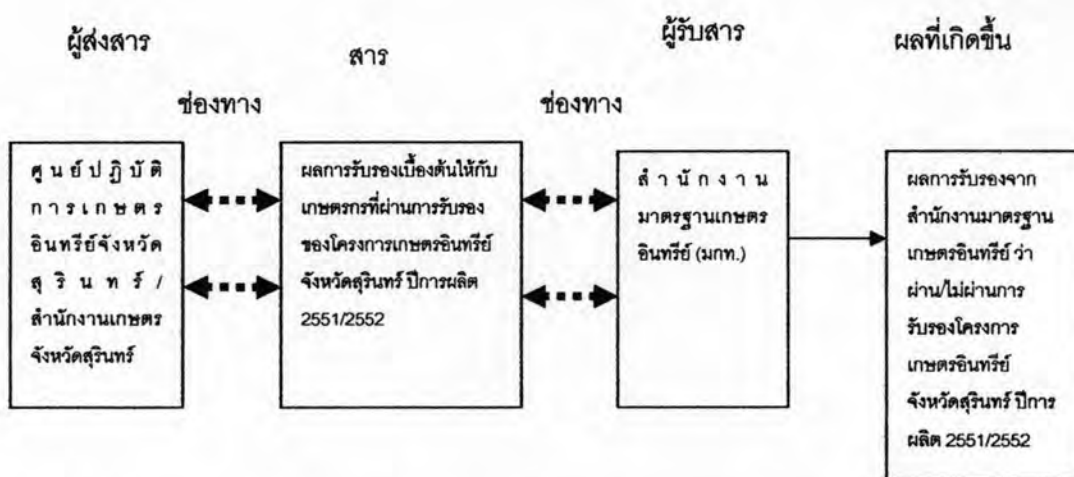 ผู้ส่งสาร
สาร
ผู้รับสาร
ผลที่เกิดขึ้น
ช่องทาง
ช่องทาง
ศูนย์ปฏิบัติ
การเกษตร
อินทรีย์จังหวัด
สุรินทร์/
สำนักงานเกษตร
จังหวัดสุรินทร์
ผลการรับรองเบื้องต้นให้กับ
เกษตรกรที่ผ่านการรับรอง
ของโครงการเกษตรอินทรีย์
จังหวัดสุรินทร์ ปีการผลิต
2551/2552
สำนักงาน
มาตรฐานเกษตร
อินทรีย์ (มกท.)
ผลการรับรองจาก
สำนักงานมาตรฐาน
เกษตรอินทรีย์ ว่า
ผ่าน/ไม่ผ่านการ
รับรองโครงการ
เกษตรอินทรีย์
จังหวัดสุรินทร์ ปีการ
ผลิต 2551/2552